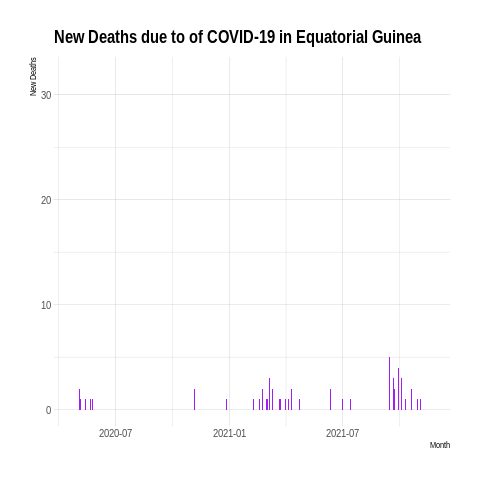 New Deaths due to of COVID-19 in Equatorial Guinea
New Deaths
30
20
10
0
2020-07 2021-01 2021-07
Month